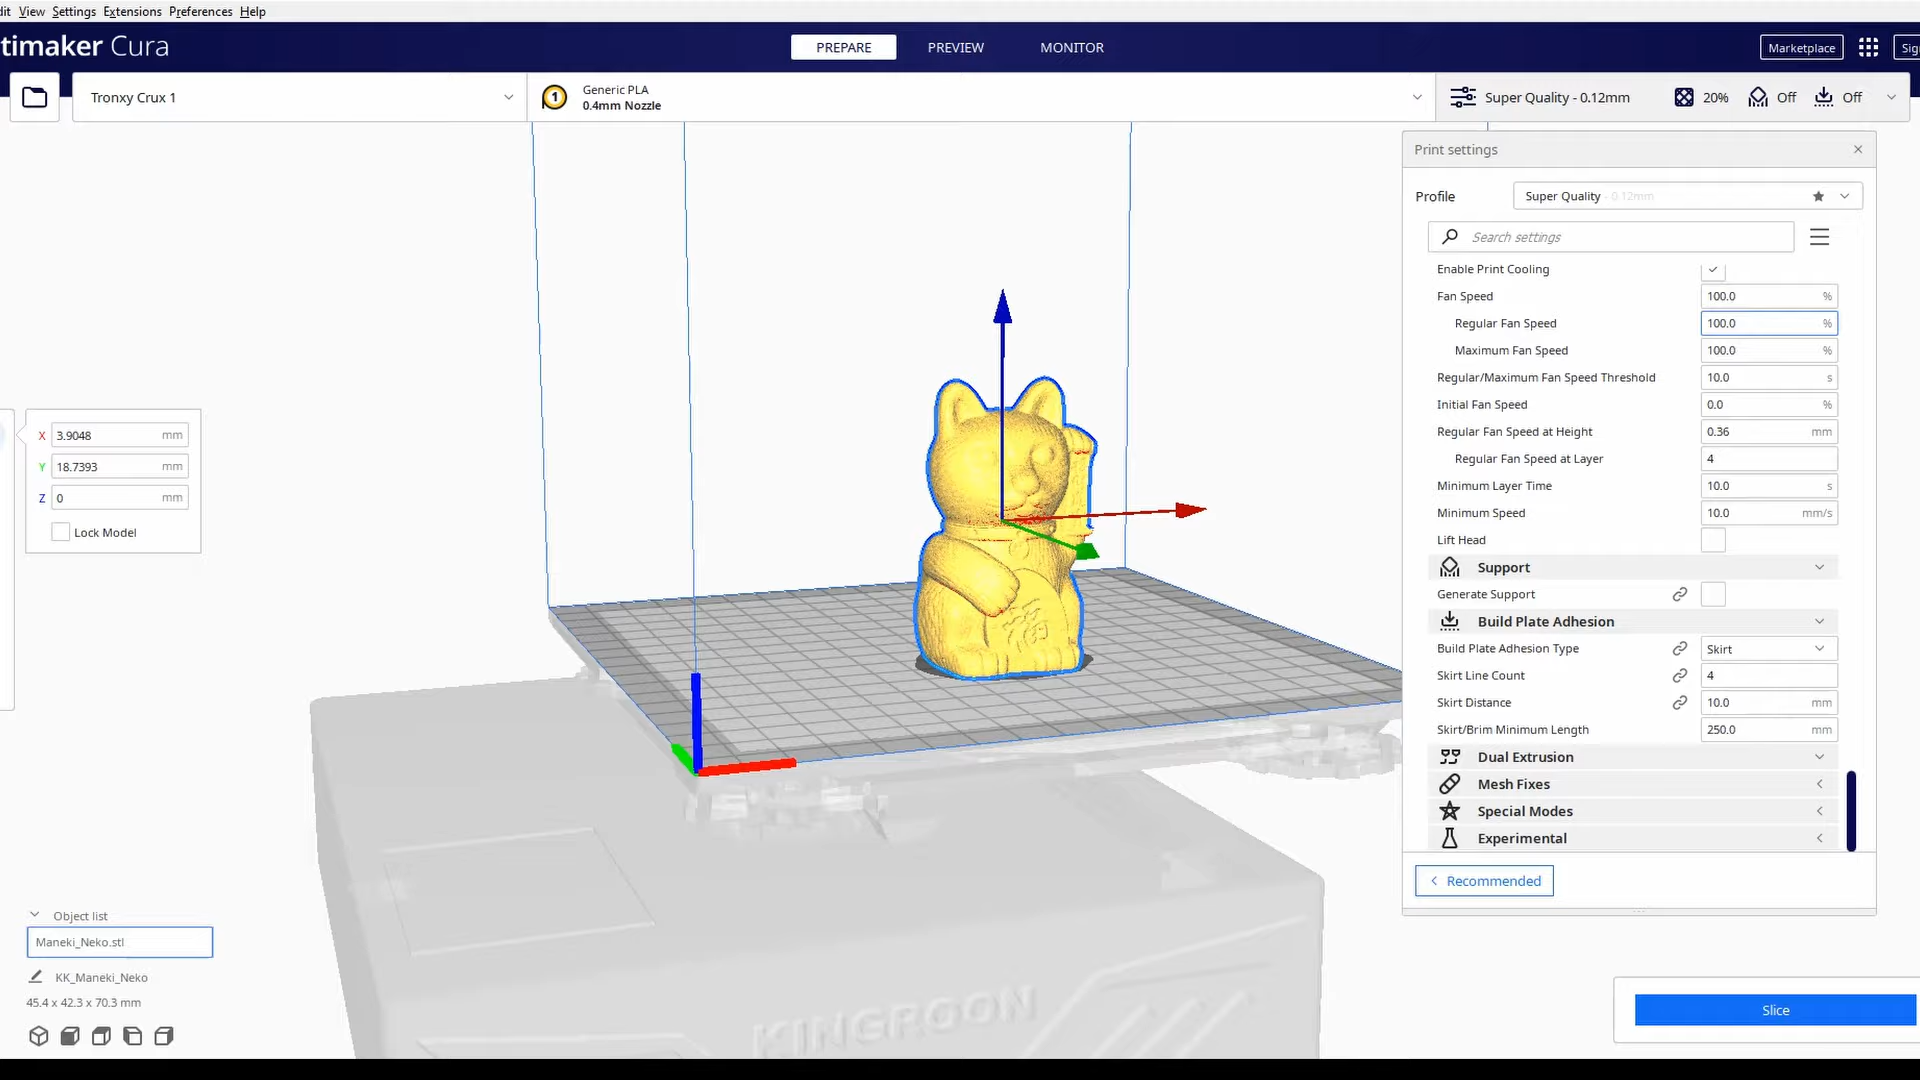 dit View Settings Extensions Preferences Help
timaker Cura
PREPARE PREVIEW MONITOR
Marketplace
Sig
Tronxy Crux 1
1
Generic PLA
0.4mm Nozzle
Super Quality - 0.12mm
20%
Off
Off
Print settings
Profile
Super Quality - 0.12mm
Search settings
Enable Print Cooling
Fan Speed 100.0 %
Regular Fan Speed 100.0 %
Maximum Fan Speed 100.0 %
Regular/Maximum Fan Speed Threshold 10.0 s
Initial Fan Speed 0.0 %
Regular Fan Speed at Height 0.36 mm
Regular Fan Speed at Layer 4
Minimum Layer Time 10.0 s
Minimum Speed 10.0 mm/s
Lift Head
Support
Generate Support
Build Plate Adhesion
Build Plate Adhesion Type Skirt
Skirt Line Count 4
Skirt Distance 10.0 mm
Skirt/Brim Minimum Length 250.0 mm
Dual Extrusion
Mesh Fixes
Special Modes
Experimental
Recommended
X 3.9048 mm
Y 18.7393 mm
Z 0 mm
Lock Model
福
KINGROON
Object list
Maneki_Neko.stl
KK_Maneki_Neko
45.4 x 42.3 x 70.3 mm
Slice